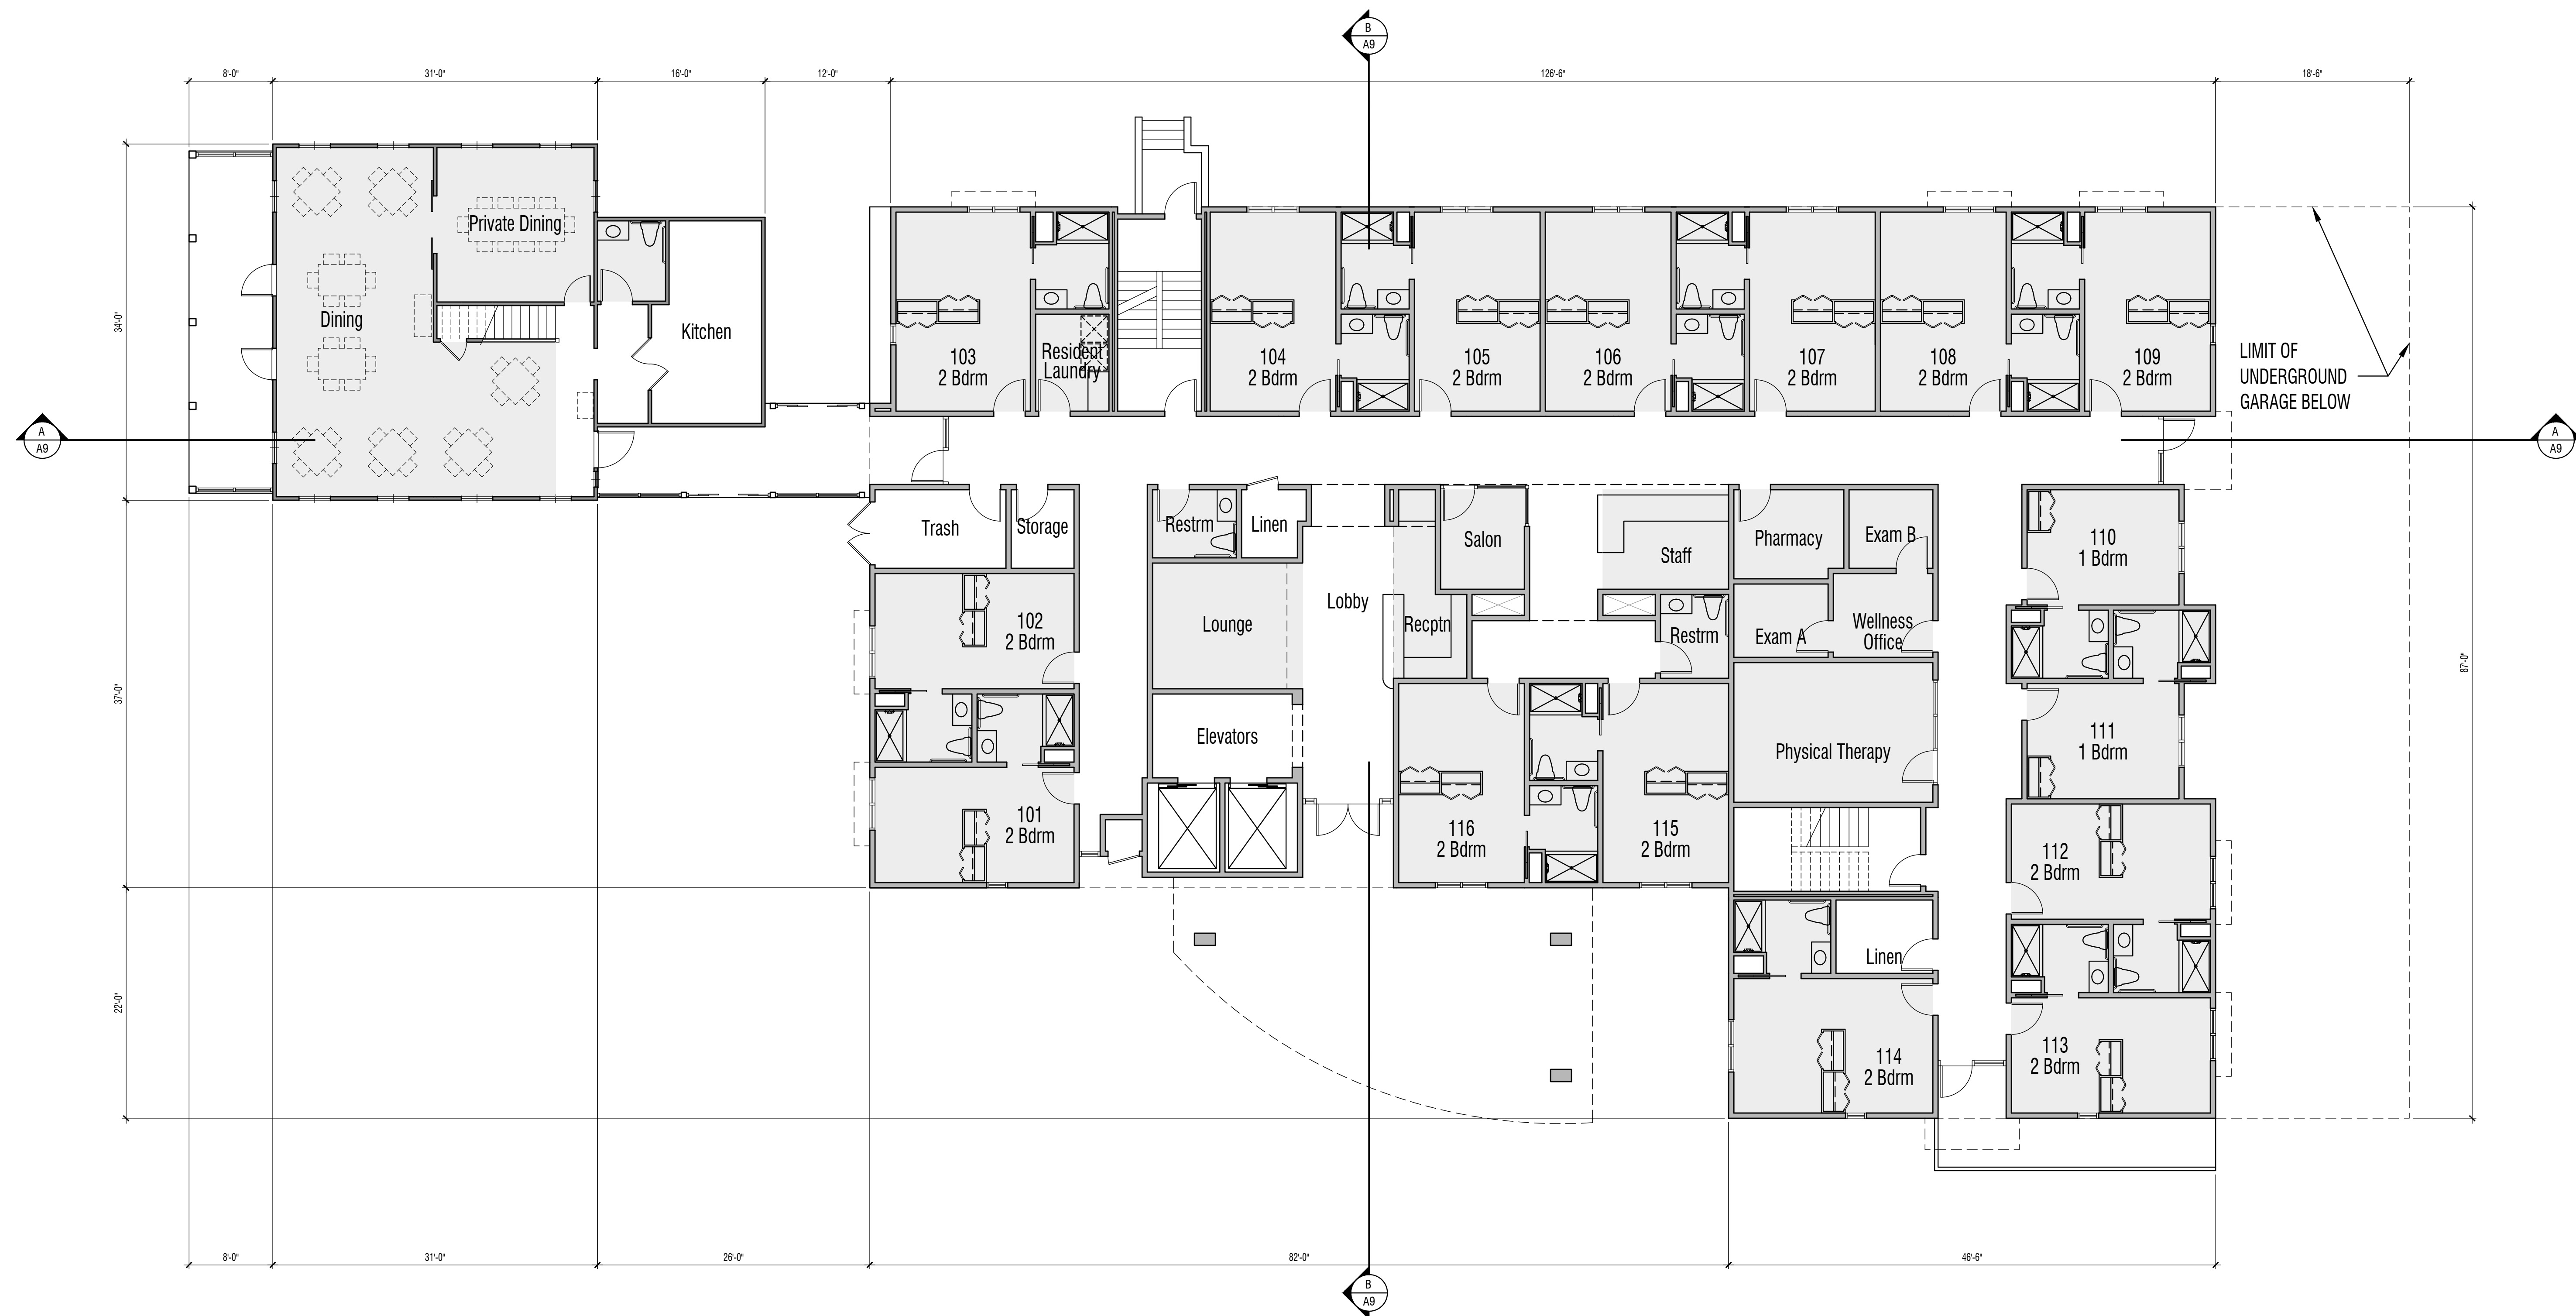 B
A9
8'-0"
31'-0"
16'-0"
12'-0"
126'-6"
18'-6"
34'-0"
37'-0"
22'-0"
87'-0"
A
A9
A
A9
Private Dining
Dining
Kitchen
103
2 Bdrm
Resident
Laundry
104
2 Bdrm
105
2 Bdrm
106
2 Bdrm
107
2 Bdrm
108
2 Bdrm
109
2 Bdrm
LIMIT OF
UNDERGROUND
GARAGE BELOW
Trash
Storage
Restrm
Linen
Salon
Staff
Pharmacy
Exam B
110
1 Bdrm
102
2 Bdrm
Lounge
Lobby
Recptn
Restrm
Exam A
Wellness
Office
Elevators
Physical Therapy
111
1 Bdrm
101
2 Bdrm
116
2 Bdrm
115
2 Bdrm
112
2 Bdrm
Linen
114
2 Bdrm
113
2 Bdrm
8'-0"
31'-0"
26'-0"
82'-0"
46'-6"
B
A9